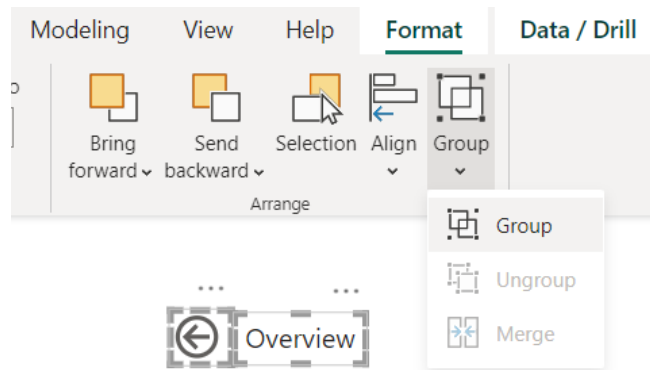 Modeling View Help Format Data / Drill
o
Bring forward
Send backward
Selection
Align
Group
Arrange
Group
Ungroup
Merge
Overview